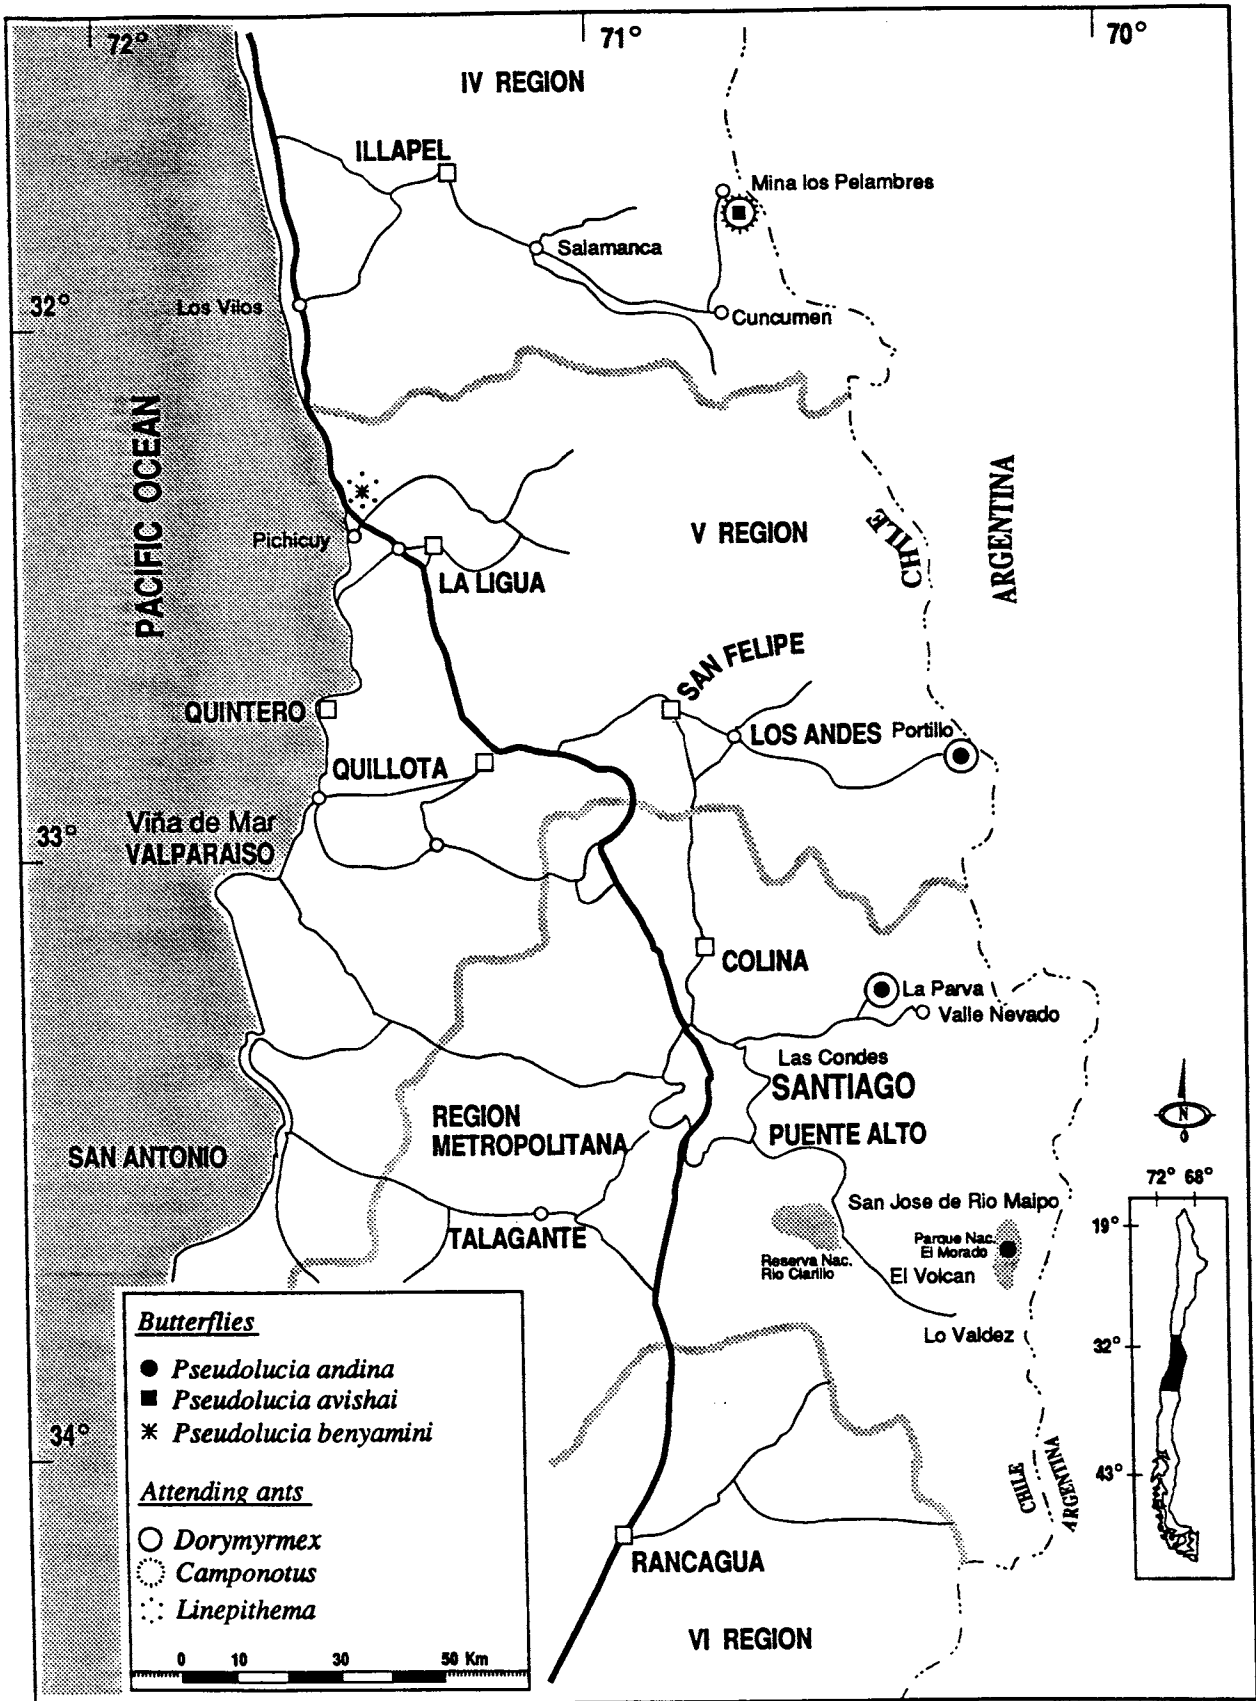 72°
71°
70°
IV REGION
ILLAPEL
Mina los Pelambres
Salamanca
32°
Los Vilos
Cuncumen
PACIFIC OCEAN
Pichicuy
V REGION
CHILE
ARGENTINA
LA LIGUA
SAN FELIPE
QUINTERO
LOS ANDES
Portillo
QUILLOTA
Viña de Mar
33°
VALPARAISO
COLINA
La Parva
Valle Nevado
Las Condes
SANTIAGO
REGION
METROPOLITANA
PUENTE ALTO
N
SAN ANTONIO
72° 68°
San Jose de Rio Maipo
19°
TALAGANTE
Parque Nac.
El Morado
Reserva Nac.
Rio Clarillo
El Volcan
Lo Valdez
32°
Butterflies
Pseudolucia andina
Pseudolucia avishai
Pseudolucia benyamini
34°
CHILE
ARGENTINA
43°
Attending ants
Dorymyrmex
Camponotus
Linepithema
RANCAGUA
VI REGION
0 10 30 50 Km